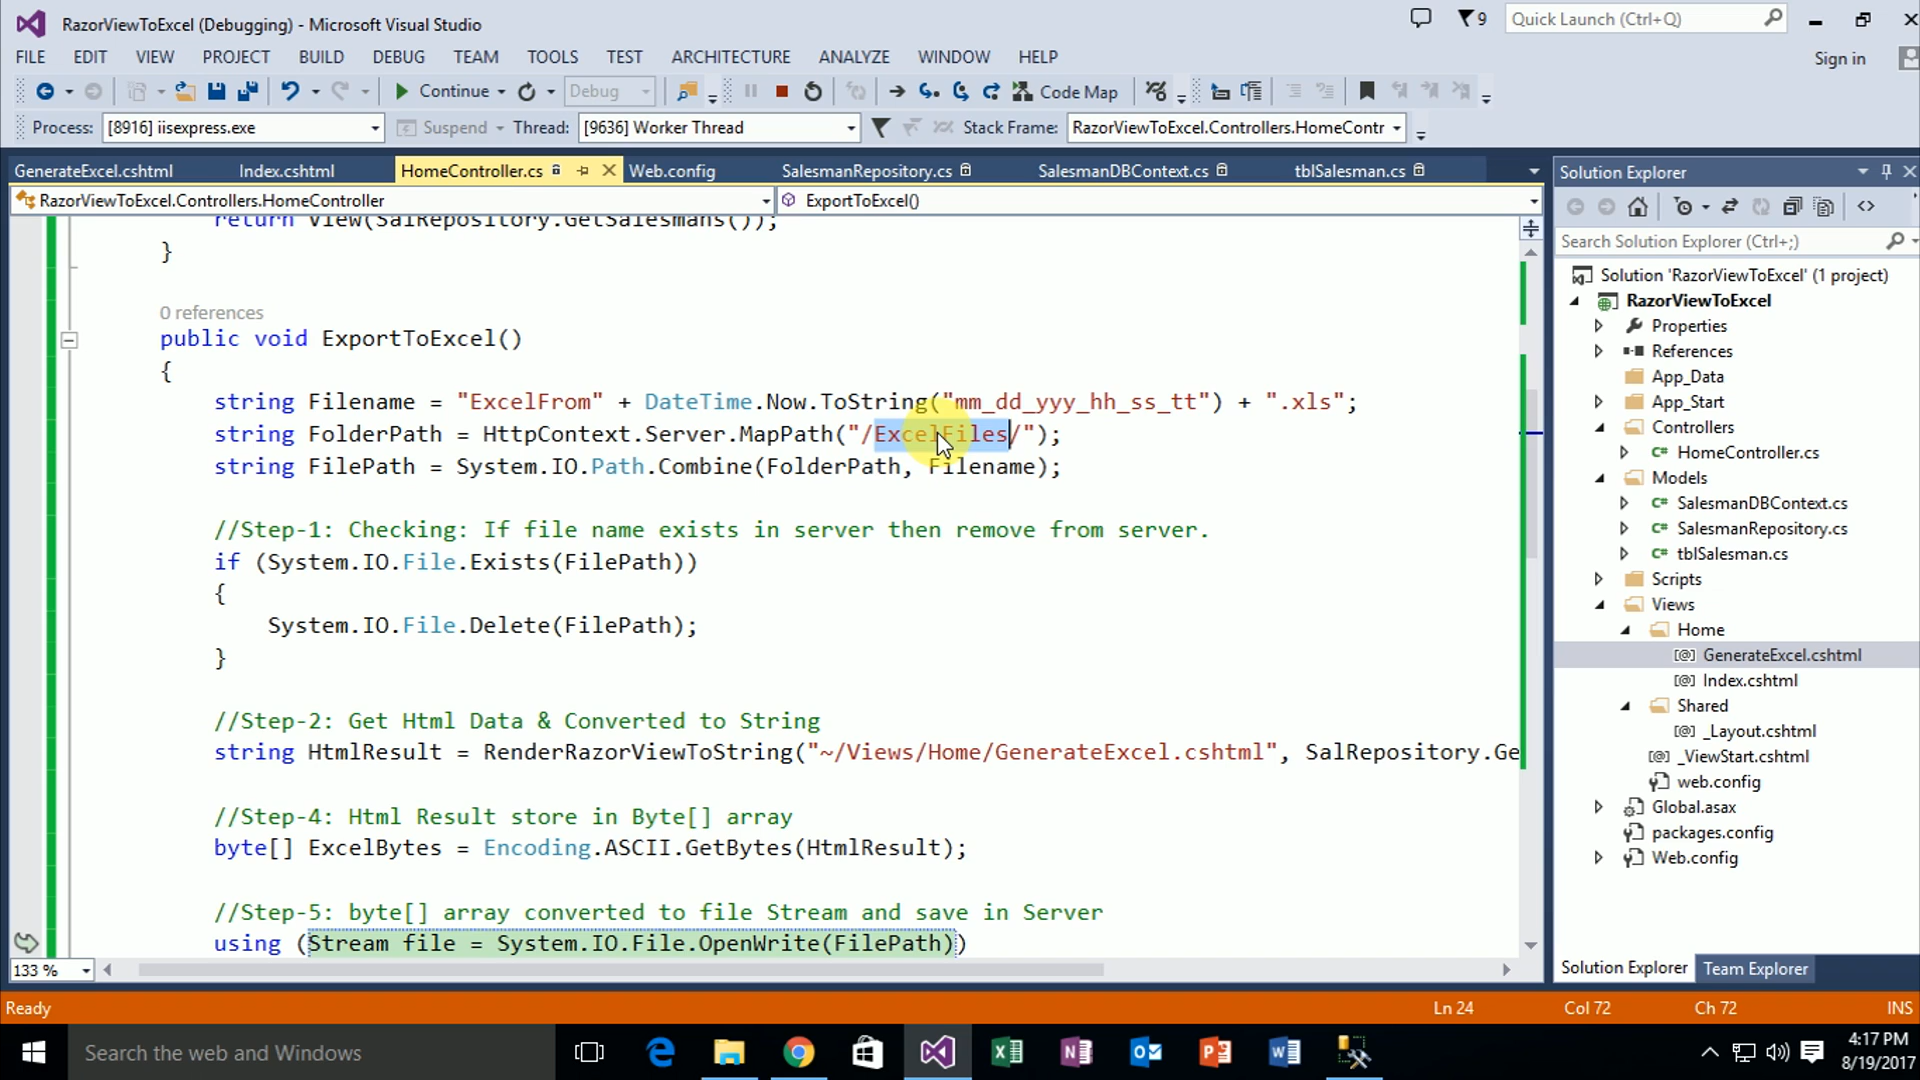 RazorViewToExcel (Debugging) - Microsoft Visual Studio
9
Quick Launch (Ctrl+Q)
FILE EDIT VIEW PROJECT BUILD DEBUG TEAM TOOLS TEST ARCHITECTURE ANALYZE WINDOW HELP
Sign in
Continue Debug Code Map
Process: [8916] iisexpress.exe Suspend Thread: [9636] Worker Thread Stack Frame: RazorViewToExcel.Controllers.HomeContr
GenerateExcel.cshtml Index.cshtml HomeController.cs Web.config SalesmanRepository.cs SalesmanDBContext.cs tblSalesman.cs
RazorViewToExcel.Controllers.HomeController ExportToExcel()
return View(SalRepository.GetSalesmans());
}
0 references
public void ExportToExcel()
{
string Filename = "ExcelFrom" + DateTime.Now.ToString("mm_dd_yyy_hh_ss_tt") + ".xls";
string FolderPath = HttpContext.Server.MapPath("/ExcelFiles/");
string FilePath = System.IO.Path.Combine(FolderPath, Filename);
//Step-1: Checking: If file name exists in server then remove from server.
if (System.IO.File.Exists(FilePath))
{
System.IO.File.Delete(FilePath);
}
//Step-2: Get Html Data & Converted to String
string HtmlResult = RenderRazorViewToString("~/Views/Home/GenerateExcel.cshtml", SalRepository.Ge
//Step-4: Html Result store in Byte[] array
byte[] ExcelBytes = Encoding.ASCII.GetBytes(HtmlResult);
//Step-5: byte[] array converted to file Stream and save in Server
using (Stream file = System.IO.File.OpenWrite(FilePath))
133 %
Solution Explorer
Search Solution Explorer (Ctrl+;)
Solution 'RazorViewToExcel' (1 project)
RazorViewToExcel
Properties
References
App_Data
App_Start
Controllers
C# HomeController.cs
Models
C# SalesmanDBContext.cs
C# SalesmanRepository.cs
C# tblSalesman.cs
Scripts
Views
Home
[@] GenerateExcel.cshtml
[@] Index.cshtml
Shared
[@] _Layout.cshtml
[@] _ViewStart.cshtml
web.config
Global.asax
packages.config
Web.config
Solution Explorer Team Explorer
Ready Ln 24 Col 72 Ch 72 INS
Search the web and Windows
4:17 PM
8/19/2017